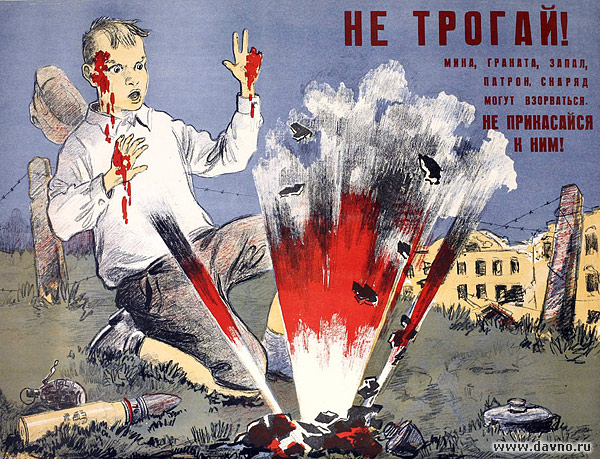 НЕ ТРОГАЙ!
МИНА, ГРАНАТА, ЗАПАЛ,
ПАТРОН, СНАРЯД
МОГУТ ВЗОРВАТЬСЯ.
НЕ ПРИКАСАЙСЯ
К НИМ!
www.davno.ru